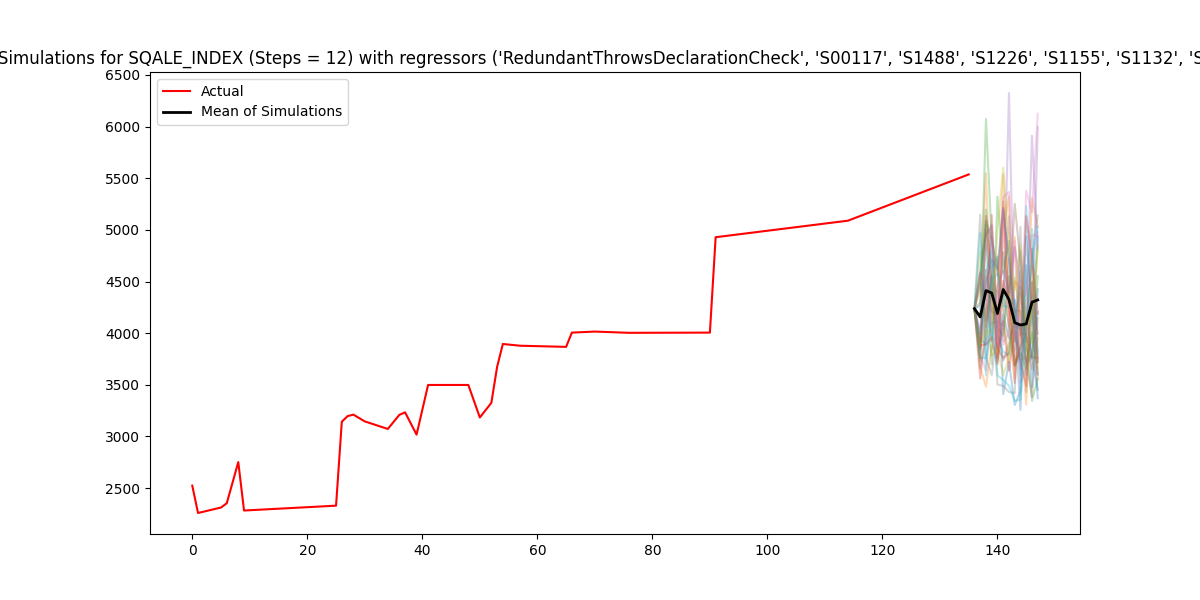 Simulations for SQALE_INDEX (Steps = 12) with regressors ('RedundantThrowsDeclarationCheck', 'S00117', 'S1488', 'S1226', 'S1155', 'S1132', 'S
6500
6000
5500
5000
4500
4000
3500
3000
2500
Actual
Mean of Simulations
0 20 40 60 80 100 120 140